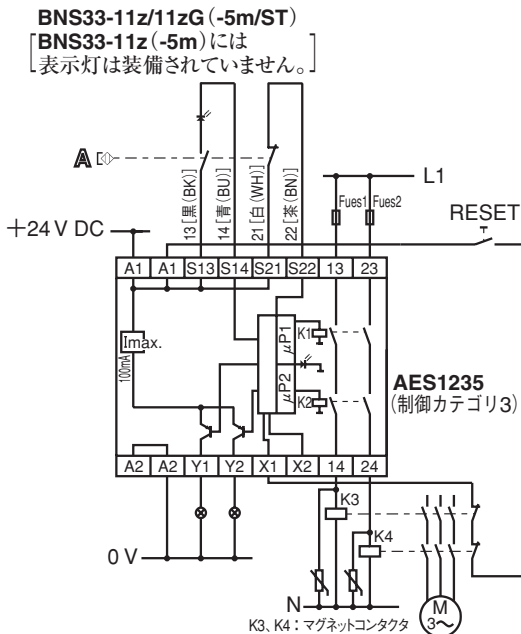 BNS33-11z/11zG(-5m/ST)
BNS33-11z(-5m)には
表示灯は装備されていません。
A
13[黒(BK)]
14[青(BU)]
21[白(WH)]
22[茶(BN)]
L1
Fues1
Fues2
RESET
+24V DC
A1 A1 S13 S14 S21 S22 13 23
Imax.
100mA
μP1
μP2
K1
K2
AES1235
(制御カテゴリ3)
A2 A2 Y1 Y2 X1 X2 14 24
K3
K4
0 V
N
M
3~
K3、K4:マグネットコンタクタ